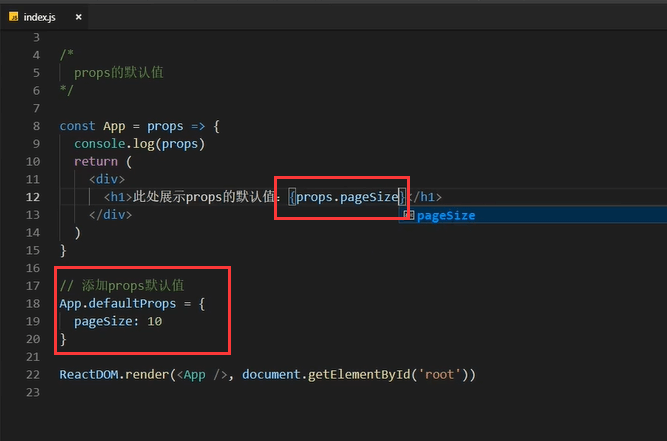 index.js ×
3
4 /*
5   props的默认值
6 */
7
8 const App = props => {
9   console.log(props)
10   return (
11     <div>
12       <h1>此处展示props的默认值：{props.pageSize}</h1>
13     </div>
pageSize
14   )
15 }
16
17 // 添加props默认值
18 App.defaultProps = {
19   pageSize: 10
20 }
21
22 ReactDOM.render(<App />, document.getElementById('root'))
23